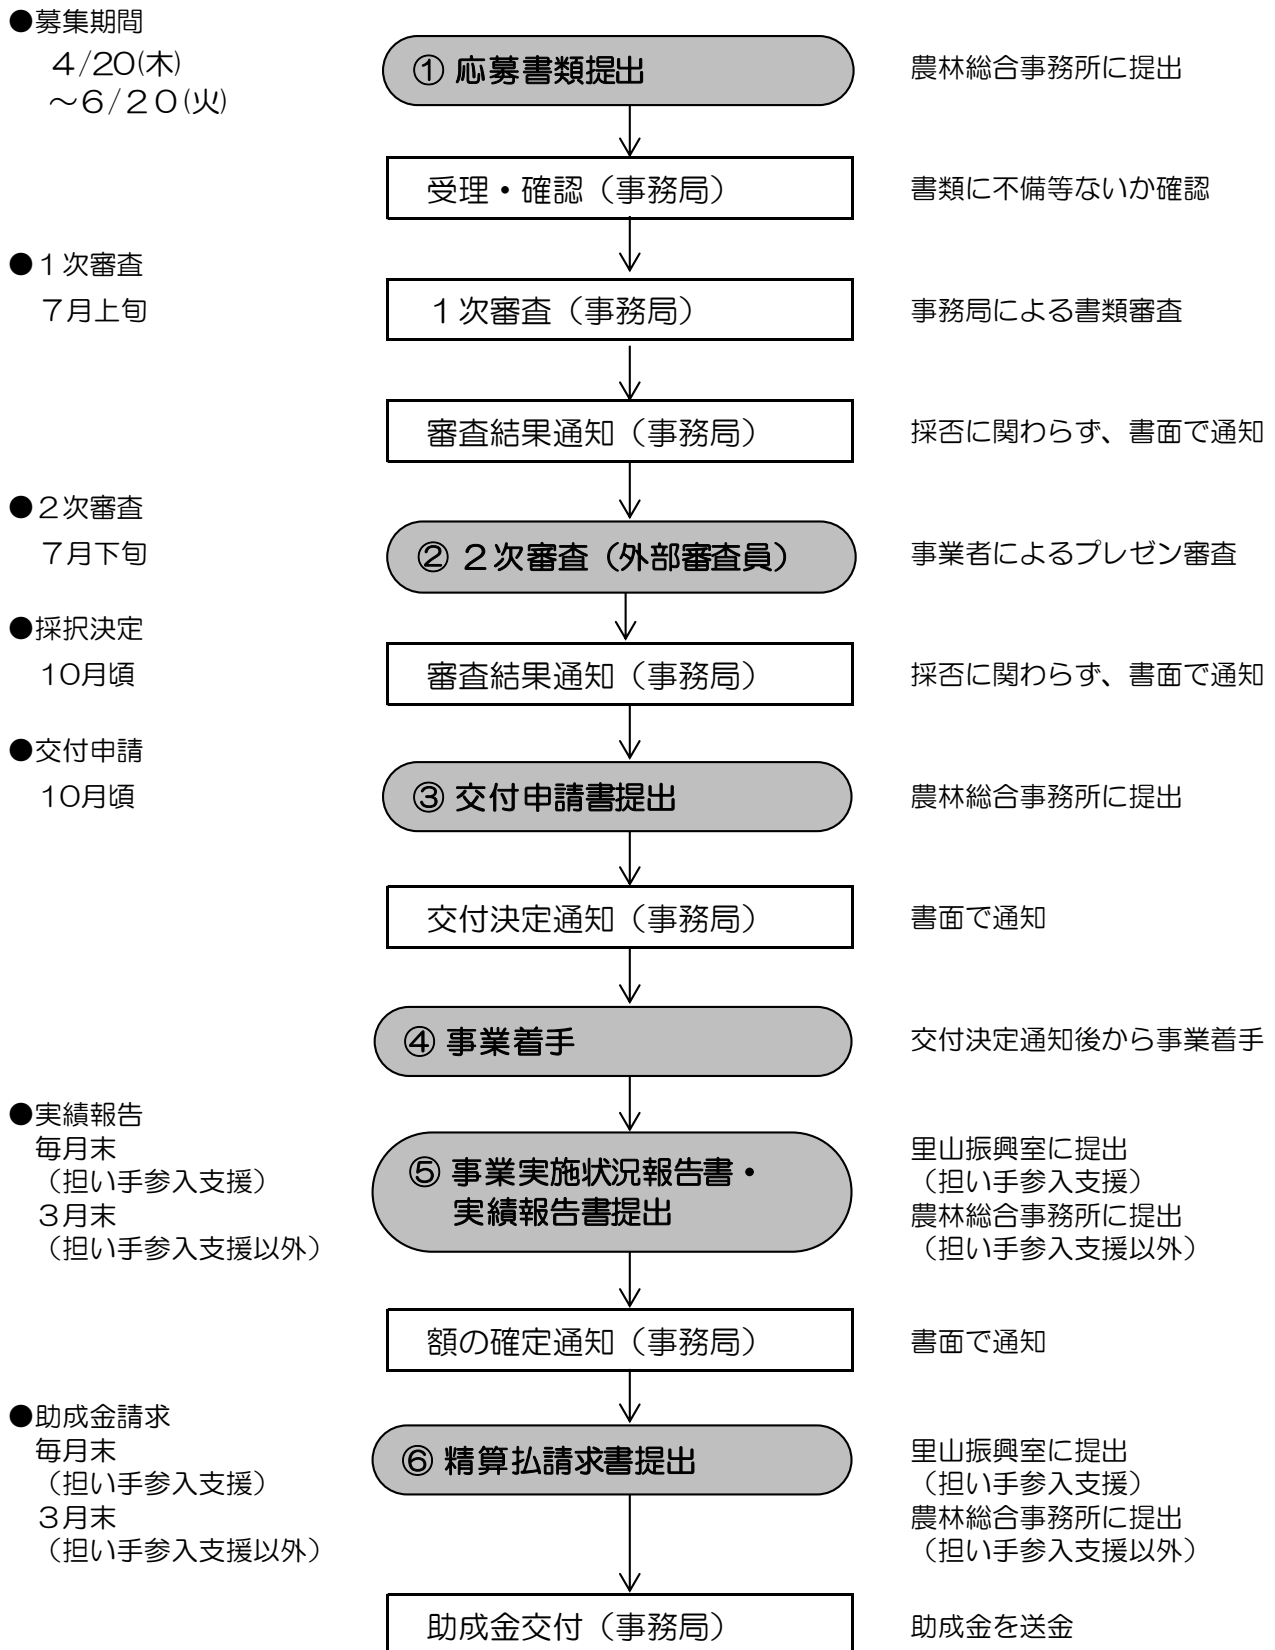 ●募集期間
４/20(木)
～６/２０(火)
① 応募書類提出
農林総合事務所に提出
受理・確認（事務局）
書類に不備等ないか確認
●１次審査
７月上旬
１次審査（事務局）
事務局による書類審査
審査結果通知（事務局）
採否に関わらず、書面で通知
●２次審査
７月下旬
② ２次審査（外部審査員）
事業者によるプレゼン審査
●採択決定
10月頃
審査結果通知（事務局）
採否に関わらず、書面で通知
●交付申請
10月頃
③ 交付申請書提出
農林総合事務所に提出
交付決定通知（事務局）
書面で通知
④ 事業着手
交付決定通知後から事業着手
●実績報告
毎月末
（担い手参入支援）
３月末
（担い手参入支援以外）
⑤ 事業実施状況報告書・
実績報告書提出
里山振興室に提出
（担い手参入支援）
農林総合事務所に提出
（担い手参入支援以外）
額の確定通知（事務局）
書面で通知
●助成金請求
毎月末
（担い手参入支援）
３月末
（担い手参入支援以外）
⑥ 精算払請求書提出
里山振興室に提出
（担い手参入支援）
農林総合事務所に提出
（担い手参入支援以外）
助成金交付（事務局）
助成金を送金